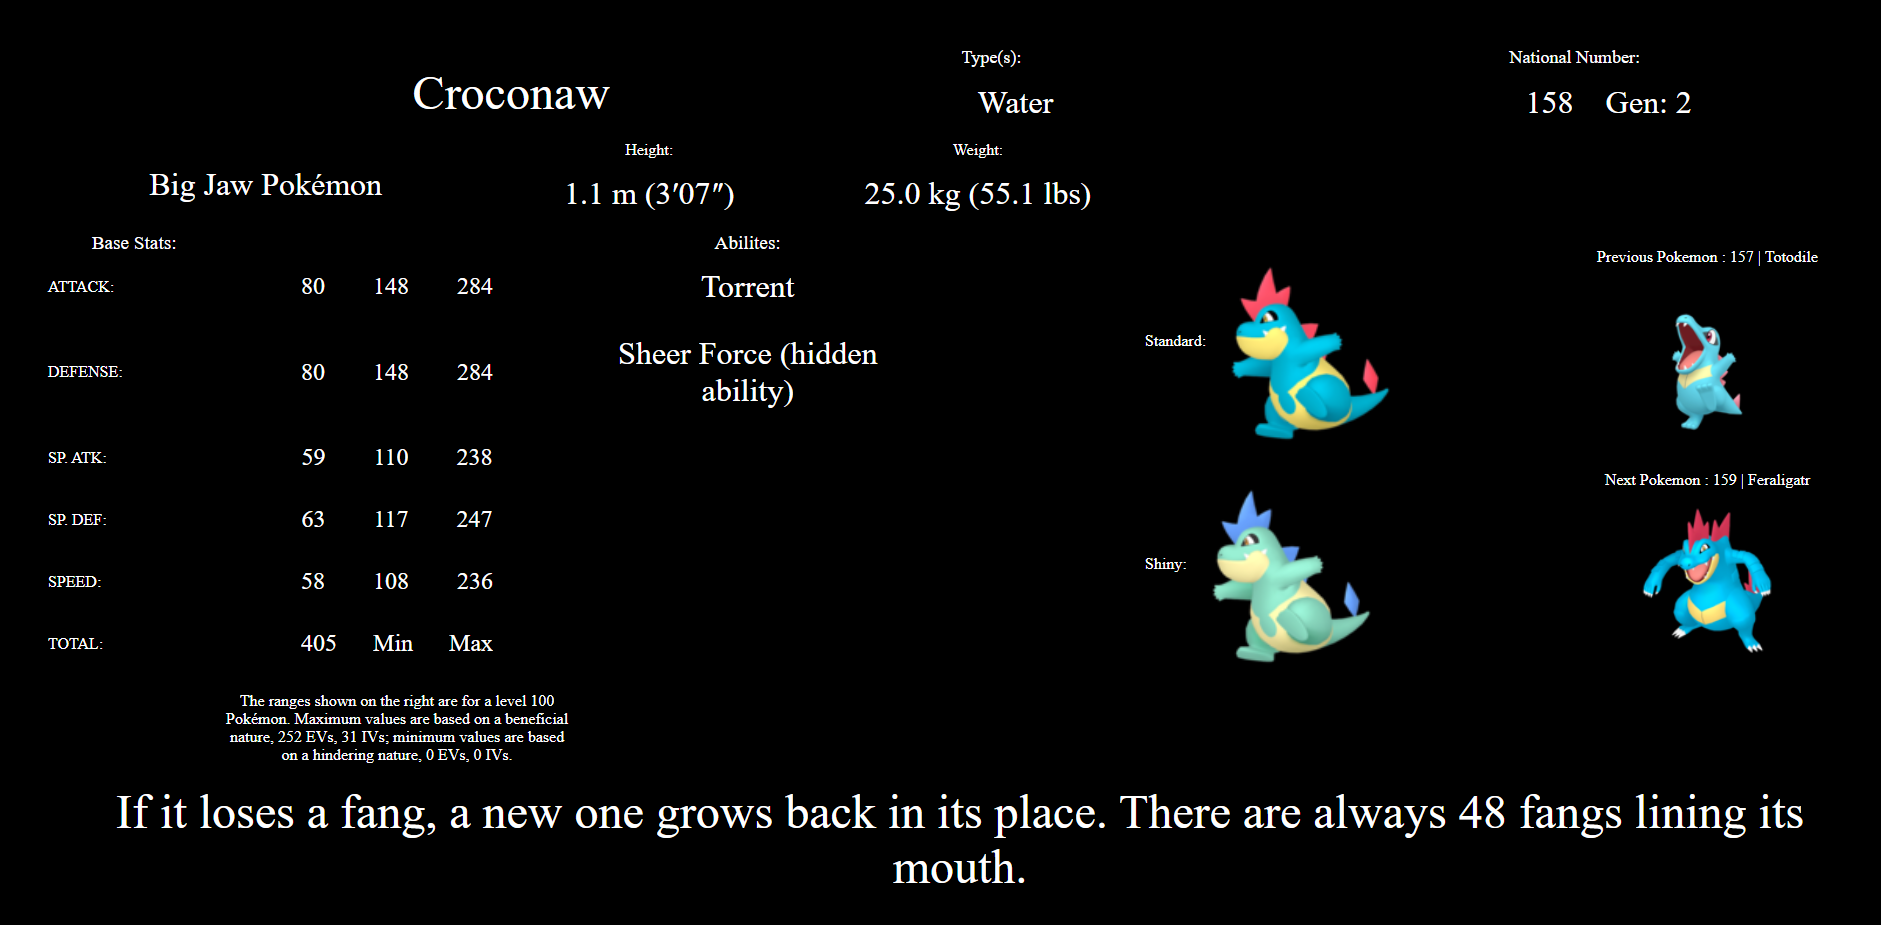 Croconaw
Type(s):
Water
National Number:
158 Gen: 2
Big Jaw Pokémon
Height:
1.1 m (3′07″)
Weight:
25.0 kg (55.1 lbs)
Base Stats:
ATTACK: 80 148 284
DEFENSE: 80 148 284
SP. ATK: 59 110 238
SP. DEF: 63 117 247
SPEED: 58 108 236
TOTAL: 405 Min Max
The ranges shown on the right are for a level 100
Pokémon. Maximum values are based on a beneficial
nature, 252 EVs, 31 IVs; minimum values are based
on a hindering nature, 0 EVs, 0 IVs.
Abilites:
Torrent
Sheer Force (hidden
ability)
Standard:
Shiny:
Previous Pokemon : 157 | Totodile
Next Pokemon : 159 | Feraligatr
If it loses a fang, a new one grows back in its place. There are always 48 fangs lining its
mouth.